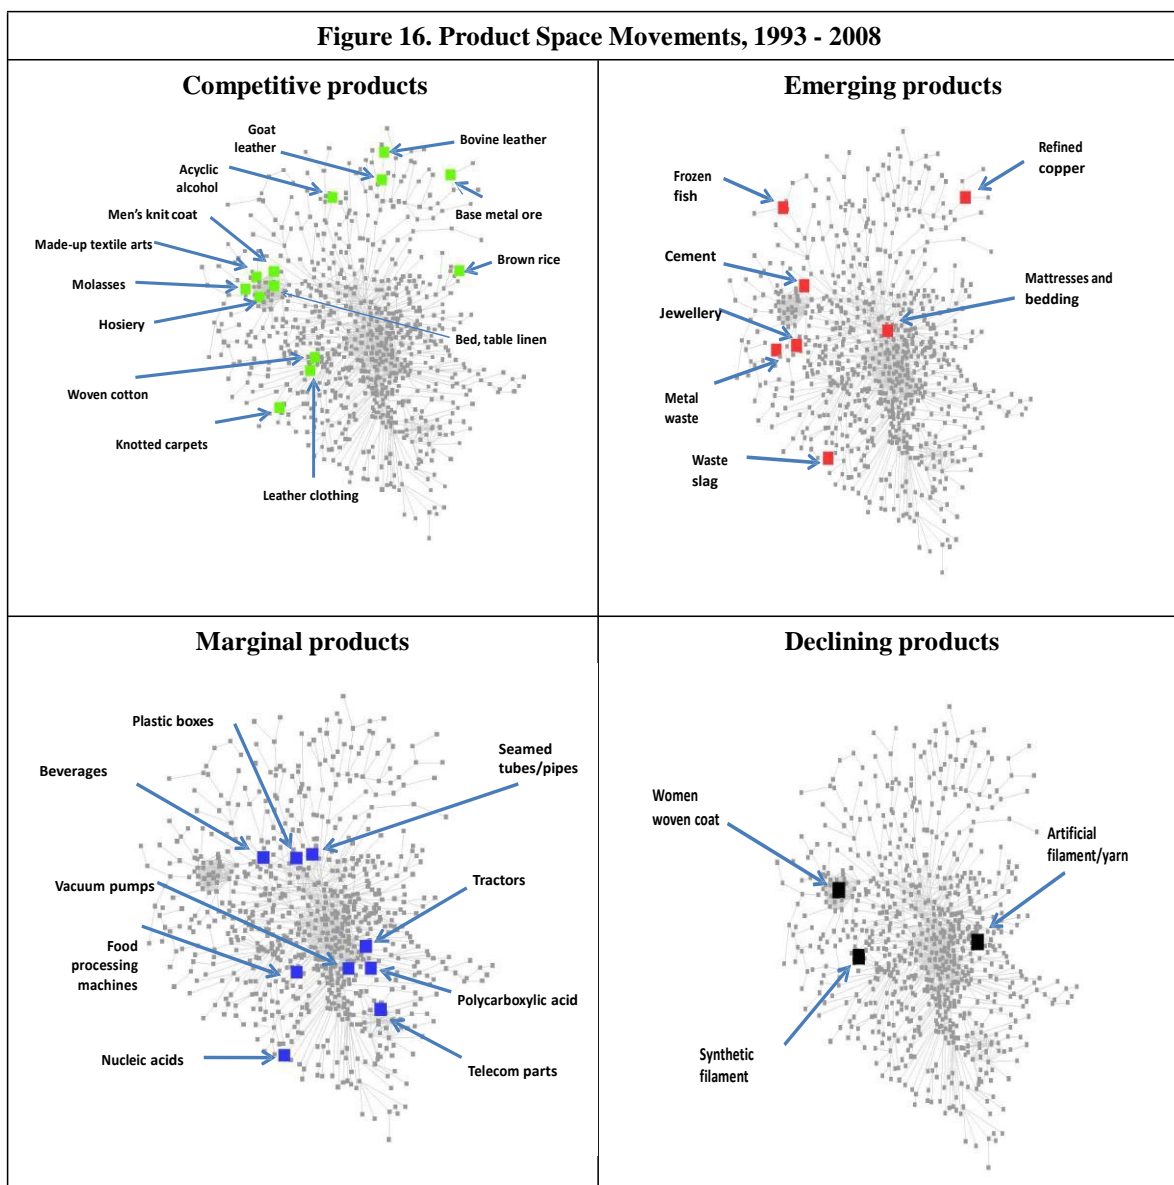 Figure 16. Product Space Movements, 1993 - 2008
Competitive products
Goat
leather
Bovine leather
Acyclic
alcohol
Base metal ore
Men's knit coat
Made-up textile arts
Brown rice
Molasses
Hosiery
Bed, table linen
Woven cotton
Knotted carpets
Leather clothing
Emerging products
Refined
copper
Frozen
fish
Cement
Mattresses and
bedding
Jewellery
Metal
waste
Waste
slag
Marginal products
Plastic boxes
Seamed
tubes/pipes
Beverages
Vacuum pumps
Tractors
Food
processing
machines
Polycarboxylic acid
Nucleic acids
Telecom parts
Declining products
Women
woven coat
Artificial
filament/yarn
Synthetic
filament